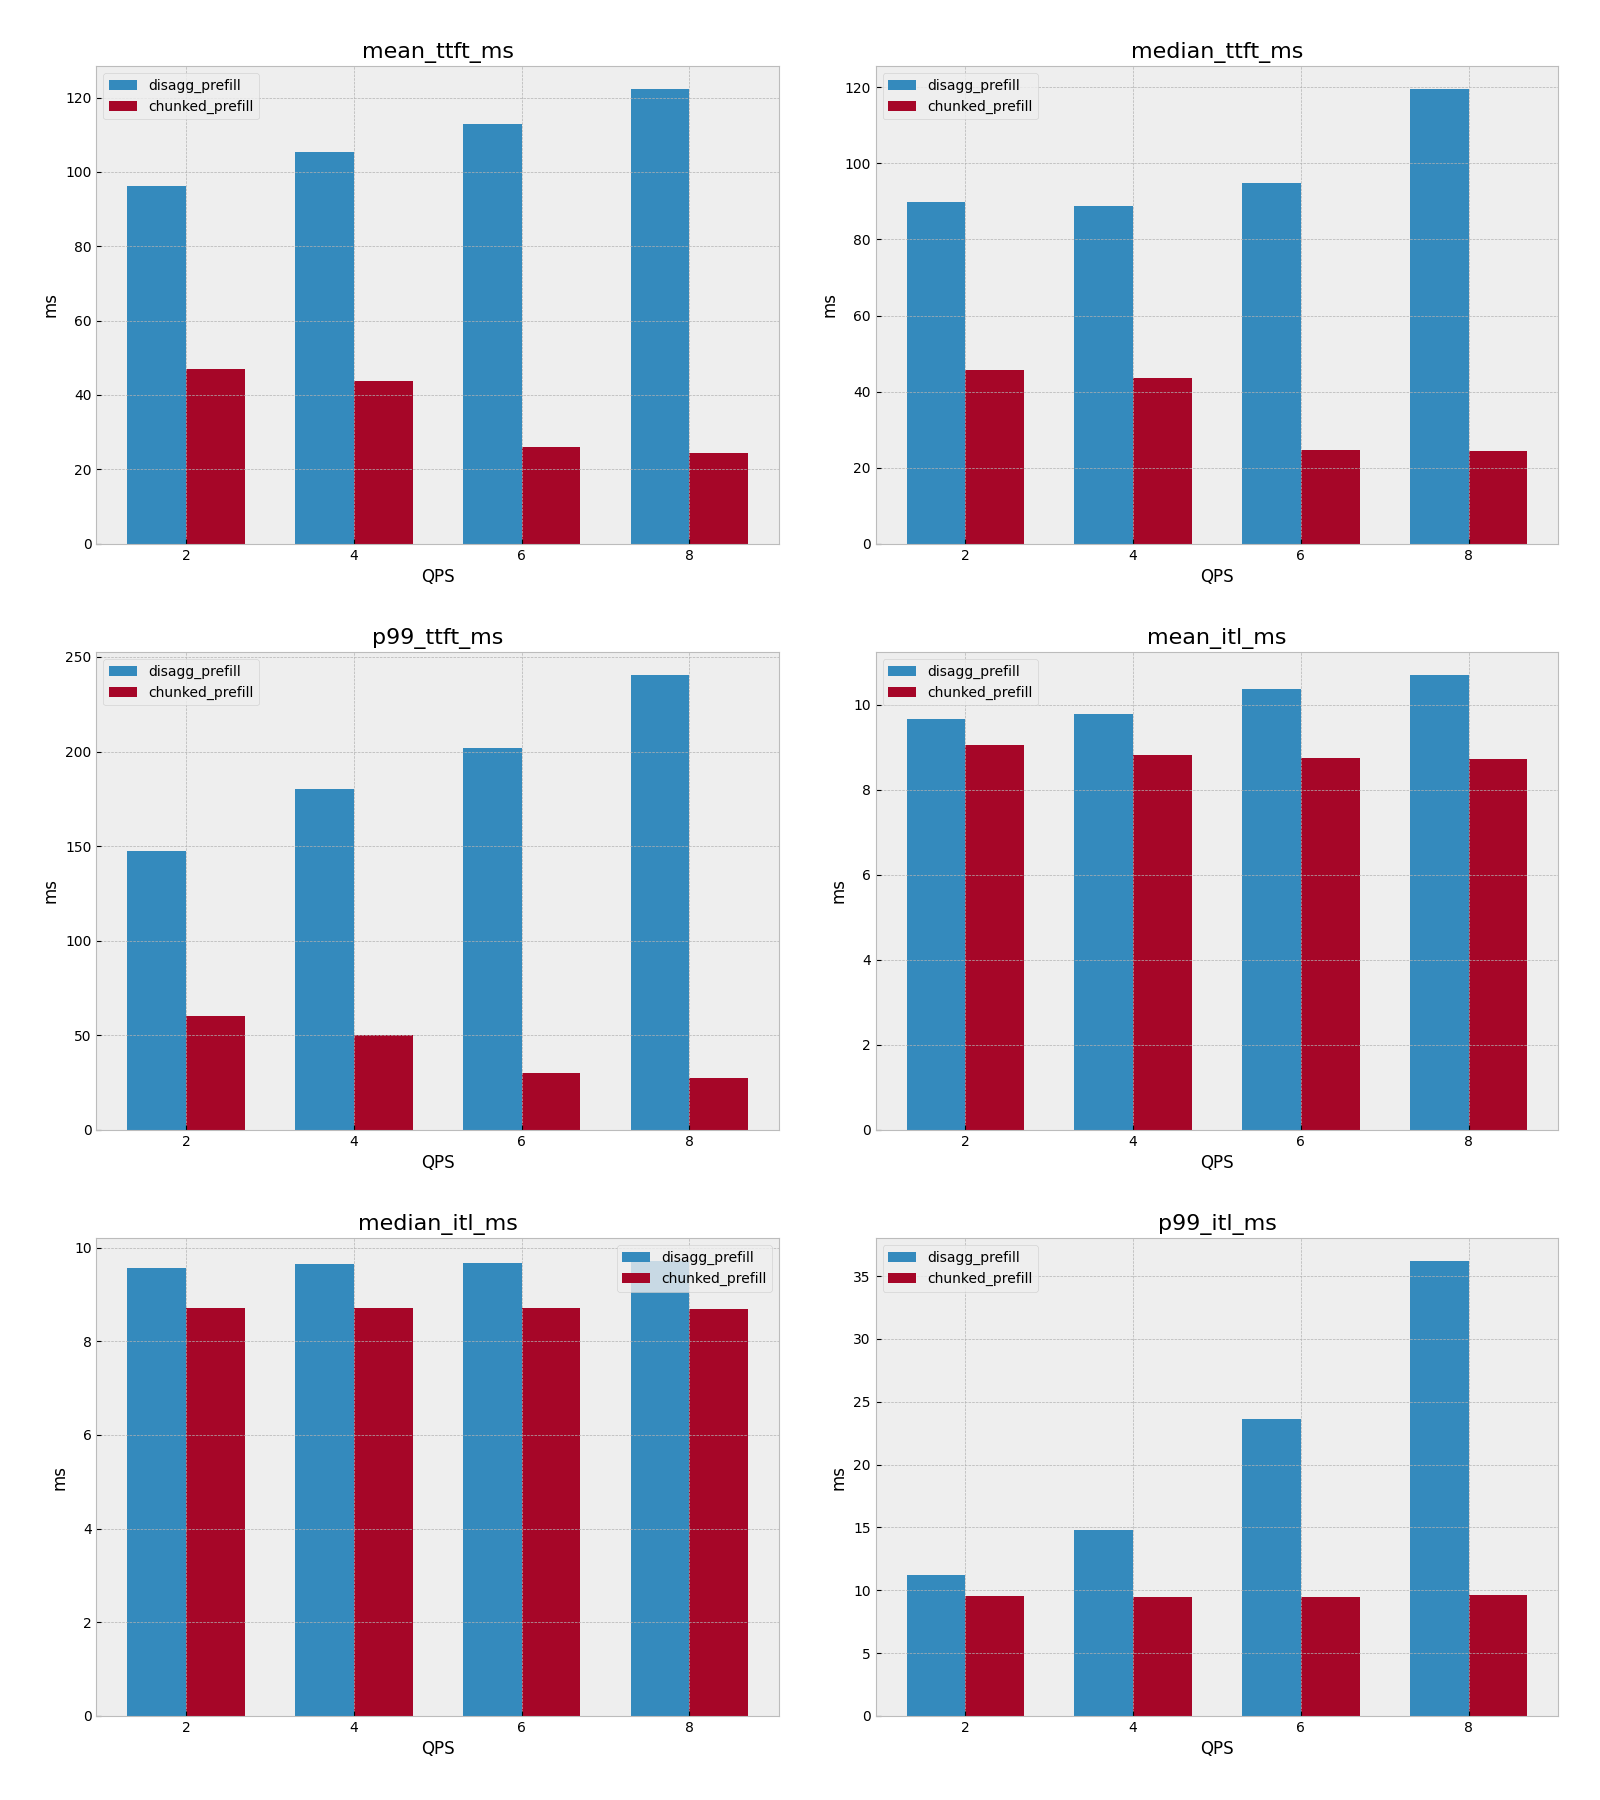 mean_ttft_ms
disagg_prefill
chunked_prefill
120
100
80
60
40
20
0
ms
2 4 6 8
QPS
median_ttft_ms
disagg_prefill
chunked_prefill
120
100
80
60
40
20
0
ms
2 4 6 8
QPS
p99_ttft_ms
disagg_prefill
chunked_prefill
250
200
150
100
50
0
ms
2 4 6 8
QPS
mean_itl_ms
disagg_prefill
chunked_prefill
10
8
6
4
2
0
ms
2 4 6 8
QPS
median_itl_ms
disagg_prefill
chunked_prefill
10
8
6
4
2
0
ms
2 4 6 8
QPS
p99_itl_ms
disagg_prefill
chunked_prefill
35
30
25
20
15
10
5
0
ms
2 4 6 8
QPS